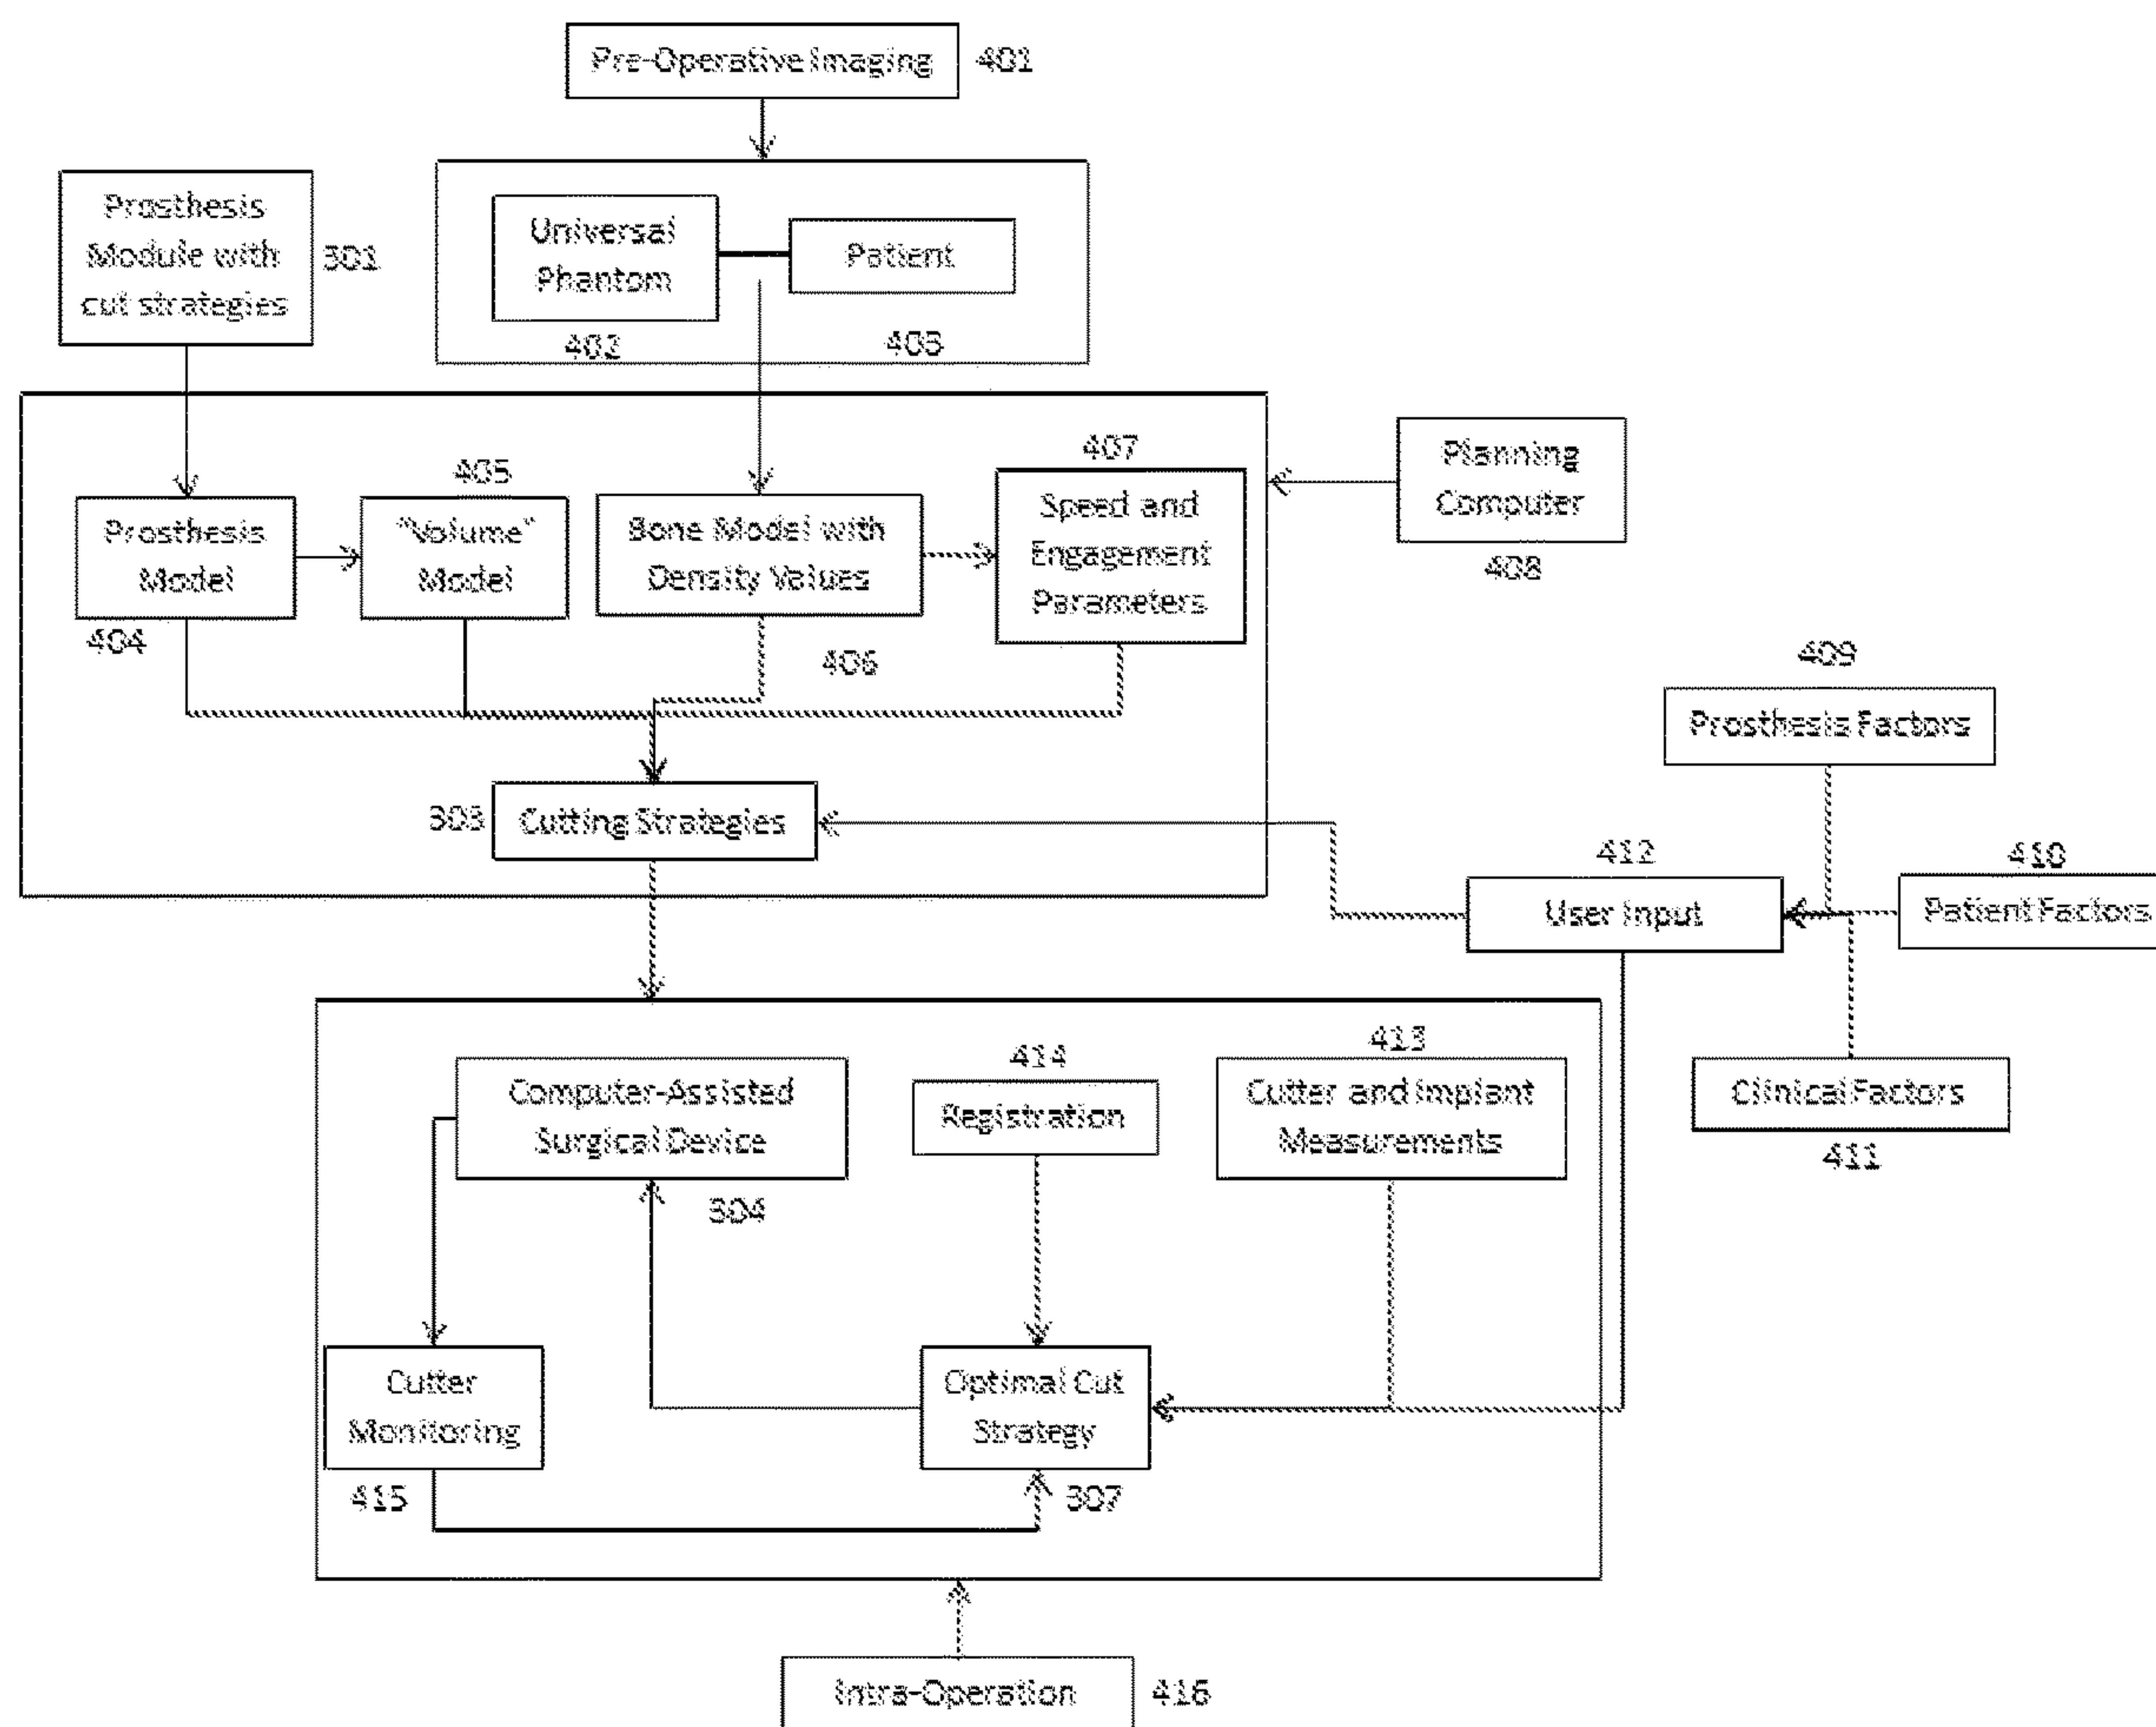 Pre-Operative Imaging
401
Prosthesis
Module with
cut strategies
301
Universal
Phantom
402
Patient
403
Prosthesis
Model
404
405
"Volume"
Model
Bone Model with
Density Values
406
407
Speed and
Engagement
Parameters
Planning
Computer
408
303
Cutting Strategies
409
Prosthesis Factors
410
Patient Factors
412
User Input
Clinical Factors
411
Computer-Assisted
Surgical Device
304
414
Registration
413
Cutter and Implant
Measurements
Cutter
Monitoring
415
Optimal Cut
Strategy
307
Intra-Operation
416